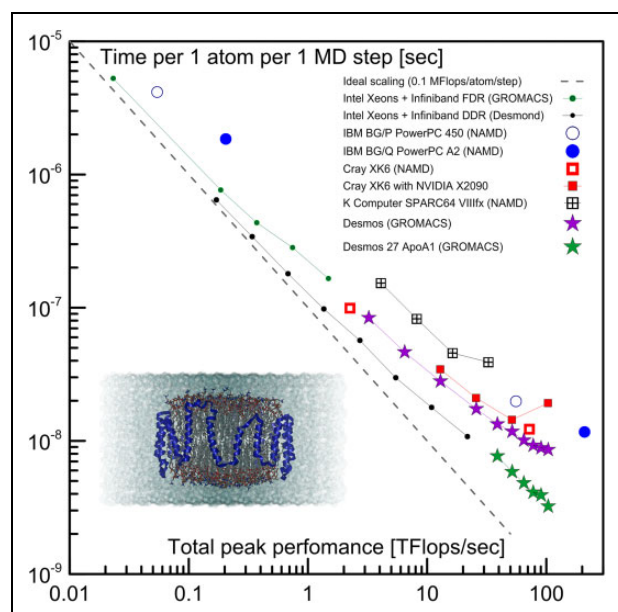 10-5
Time per 1 atom per 1 MD step [sec]
Ideal scaling (0.1 MFlops/atom/step)
Intel Xeons + Infiniband FDR (GROMACS)
Intel Xeons + Infiniband DDR (Desmond)
IBM BG/P PowerPC 450 (NAMD)
IBM BG/Q PowerPC A2 (NAMD)
Cray XK6 (NAMD)
Cray XK6 with NVIDIA X2090
K Computer SPARC64 VIIIfx (NAMD)
Desmos (GROMACS)
Desmos 27 ApoA1 (GROMACS)
10-6
10-7
10-8
Total peak perfomance [TFlops/sec]
10-9
0.01 0.1 1 10 100